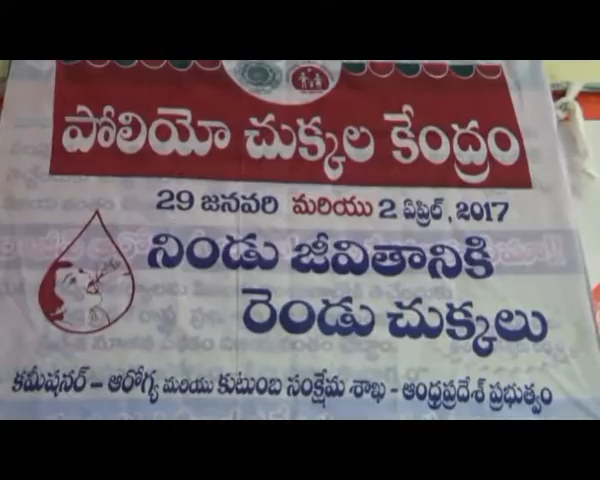 పోలియో చుక్కల కేంద్రం
29 జనవరి మరియు 2 ఏప్రిల్, 2017
నిండు జీవితానికి
రెండు చుక్కలు
కమీషనర్ – ఆరోగ్య మరియు కుటుంబ సంక్షేమ శాఖ - ఆంధ్రప్రదేశ్ ప్రభుత్వం